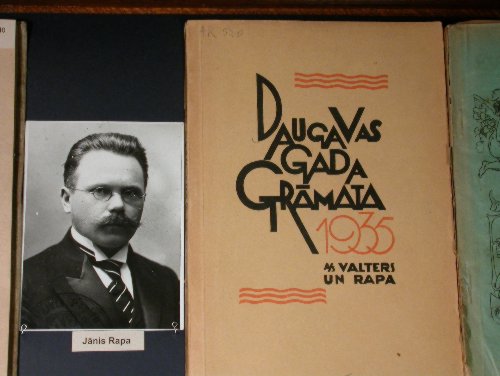 Jānis Rapa
DAUGAVAS
GADA
GRĀMATA
1935
A/S VALTERS
UN RAPA